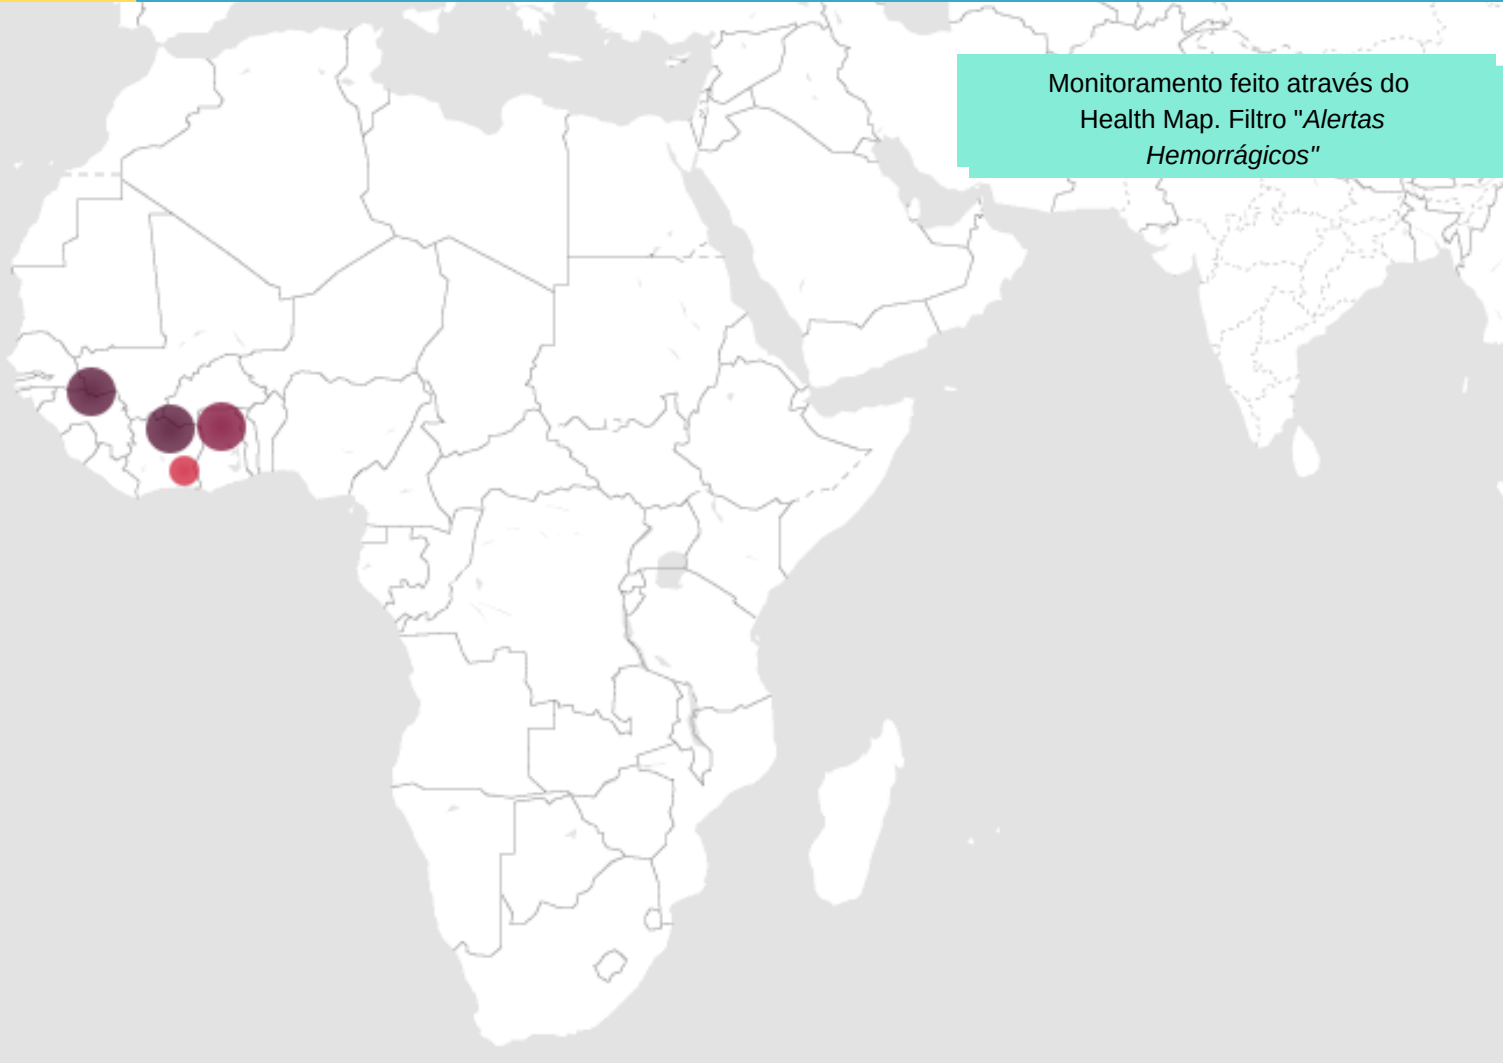 Monitoramento feito através do
Health Map. Filtro "Alertas
Hemorrágicos"